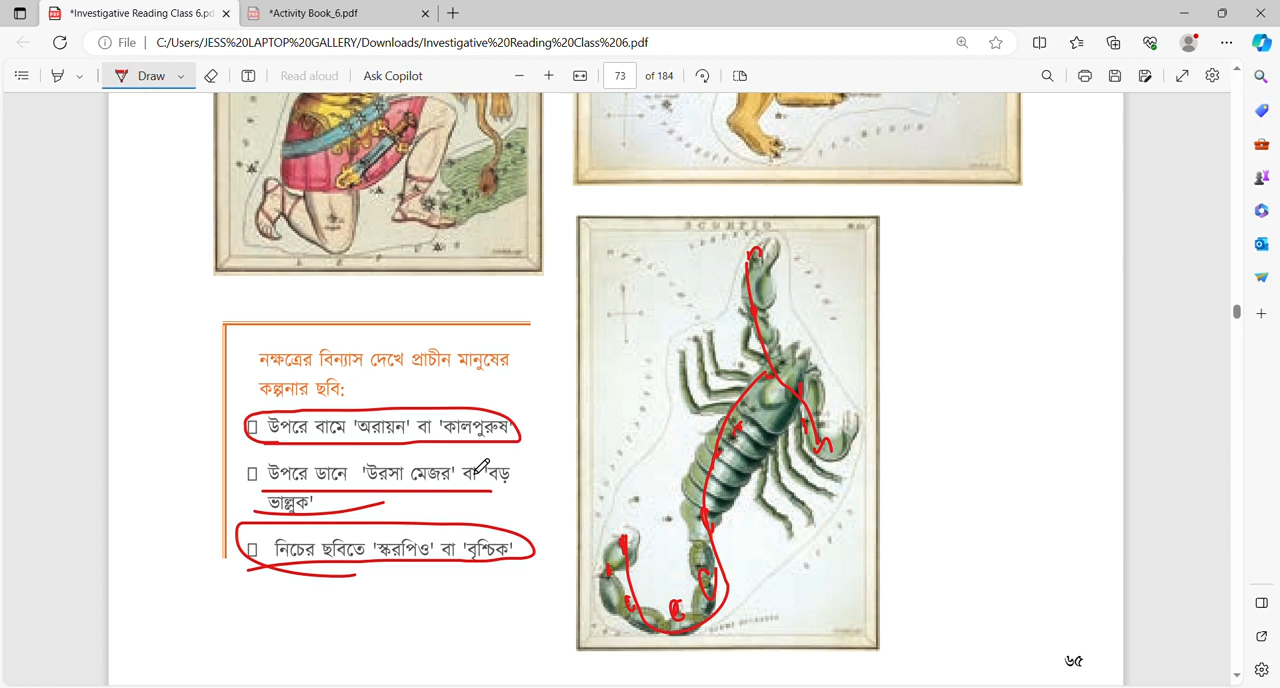 *Investigative Reading Class 6.pd
*Activity Book_6.pdf
File
C:/Users/JESS%20LAPTOP%20GALLERY/Downloads/Investigative%20Reading%20Class%206.pdf
Draw
Read aloud
Ask Copilot
73
of 184
SCORPIO
নক্ষত্রের বিন্যাস দেখে প্রাচীন মানুষের
কল্পনার ছবি:
উপরে বামে 'অরায়ন' বা 'কালপুরুষ'
উপরে ডানে 'উরসা মেজর' বা 'বড়
ভাল্লুক'
নিচের ছবিতে 'স্করপিও' বা 'বৃশ্চিক'
৬৫